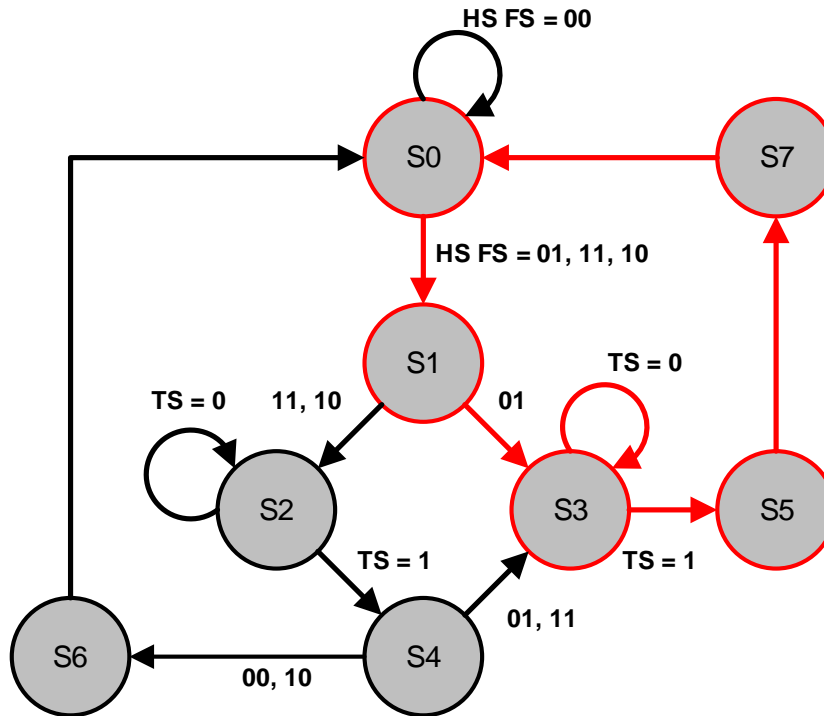 HS FS = 00
S0
S7
HS FS = 01, 11, 10
S1
TS = 0
TS = 0
11, 10
01
S2
S3
S5
TS = 1
TS = 1
01, 11
S6
S4
00, 10